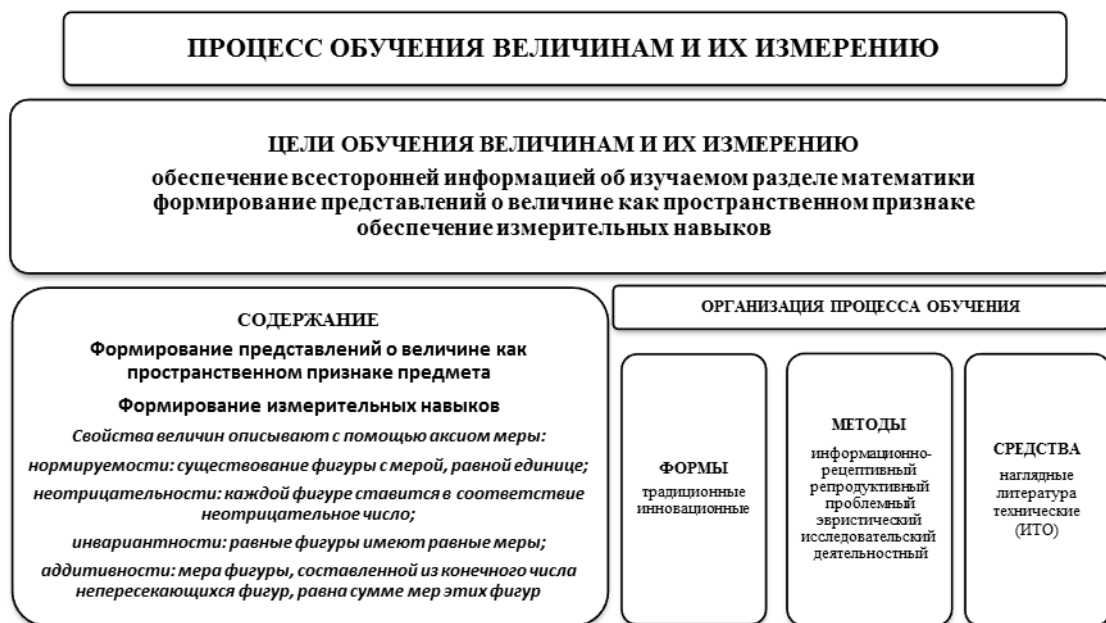 ПРОЦЕСС ОБУЧЕНИЯ ВЕЛИЧИНАМ И ИХ ИЗМЕРЕНИЮ
ЦЕЛИ ОБУЧЕНИЯ ВЕЛИЧИНАМ И ИХ ИЗМЕРЕНИЮ
обеспечение всесторонней информацией об изучаемом разделе математики
формирование представлений о величине как пространственном признаке
обеспечение измерительных навыков
СОДЕРЖАНИЕ
Формирование представлений о величине как
пространственном признаке предмета
Формирование измерительных навыков
Свойства величин описывают с помощью аксиом меры:
нормируемости: существование фигуры с мерой, равной единице;
неотрицательности: каждой фигуре ставится в соответствие
неотрицательное число;
инвариантности: равные фигуры имеют равные меры;
аддитивности: мера фигуры, составленной из конечного числа
непересекающихся фигур, равна сумме мер этих фигур
ОРГАНИЗАЦИЯ ПРОЦЕССА ОБУЧЕНИЯ
ФОРМЫ
традиционные
инновационные
МЕТОДЫ
информационно-
рецептивный
репродуктивный
проблемный
эвристический
исследовательский
деятельностный
СРЕДСТВА
наглядные
литература
технические
(ИТО)